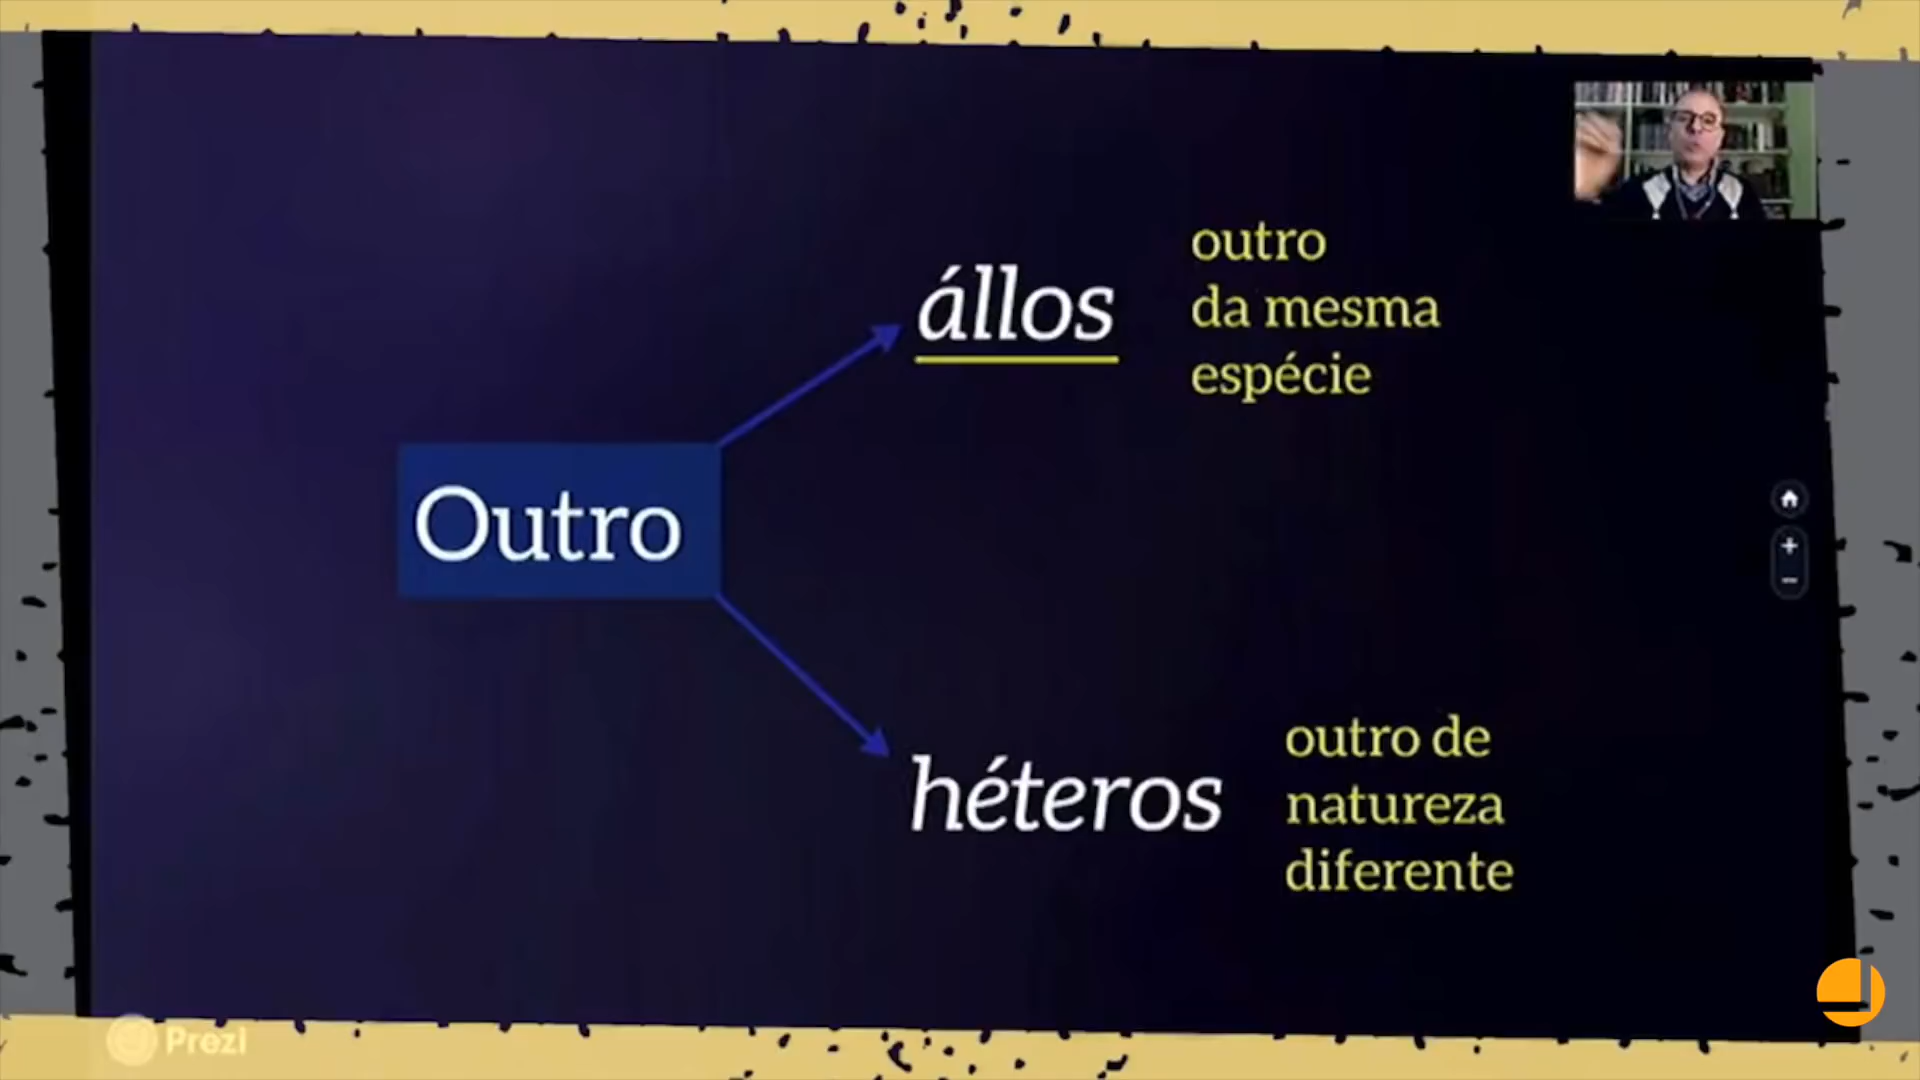 outro
állos
da mesma
espécie
Outro
outro de
héteros
natureza
diferente
Prezi